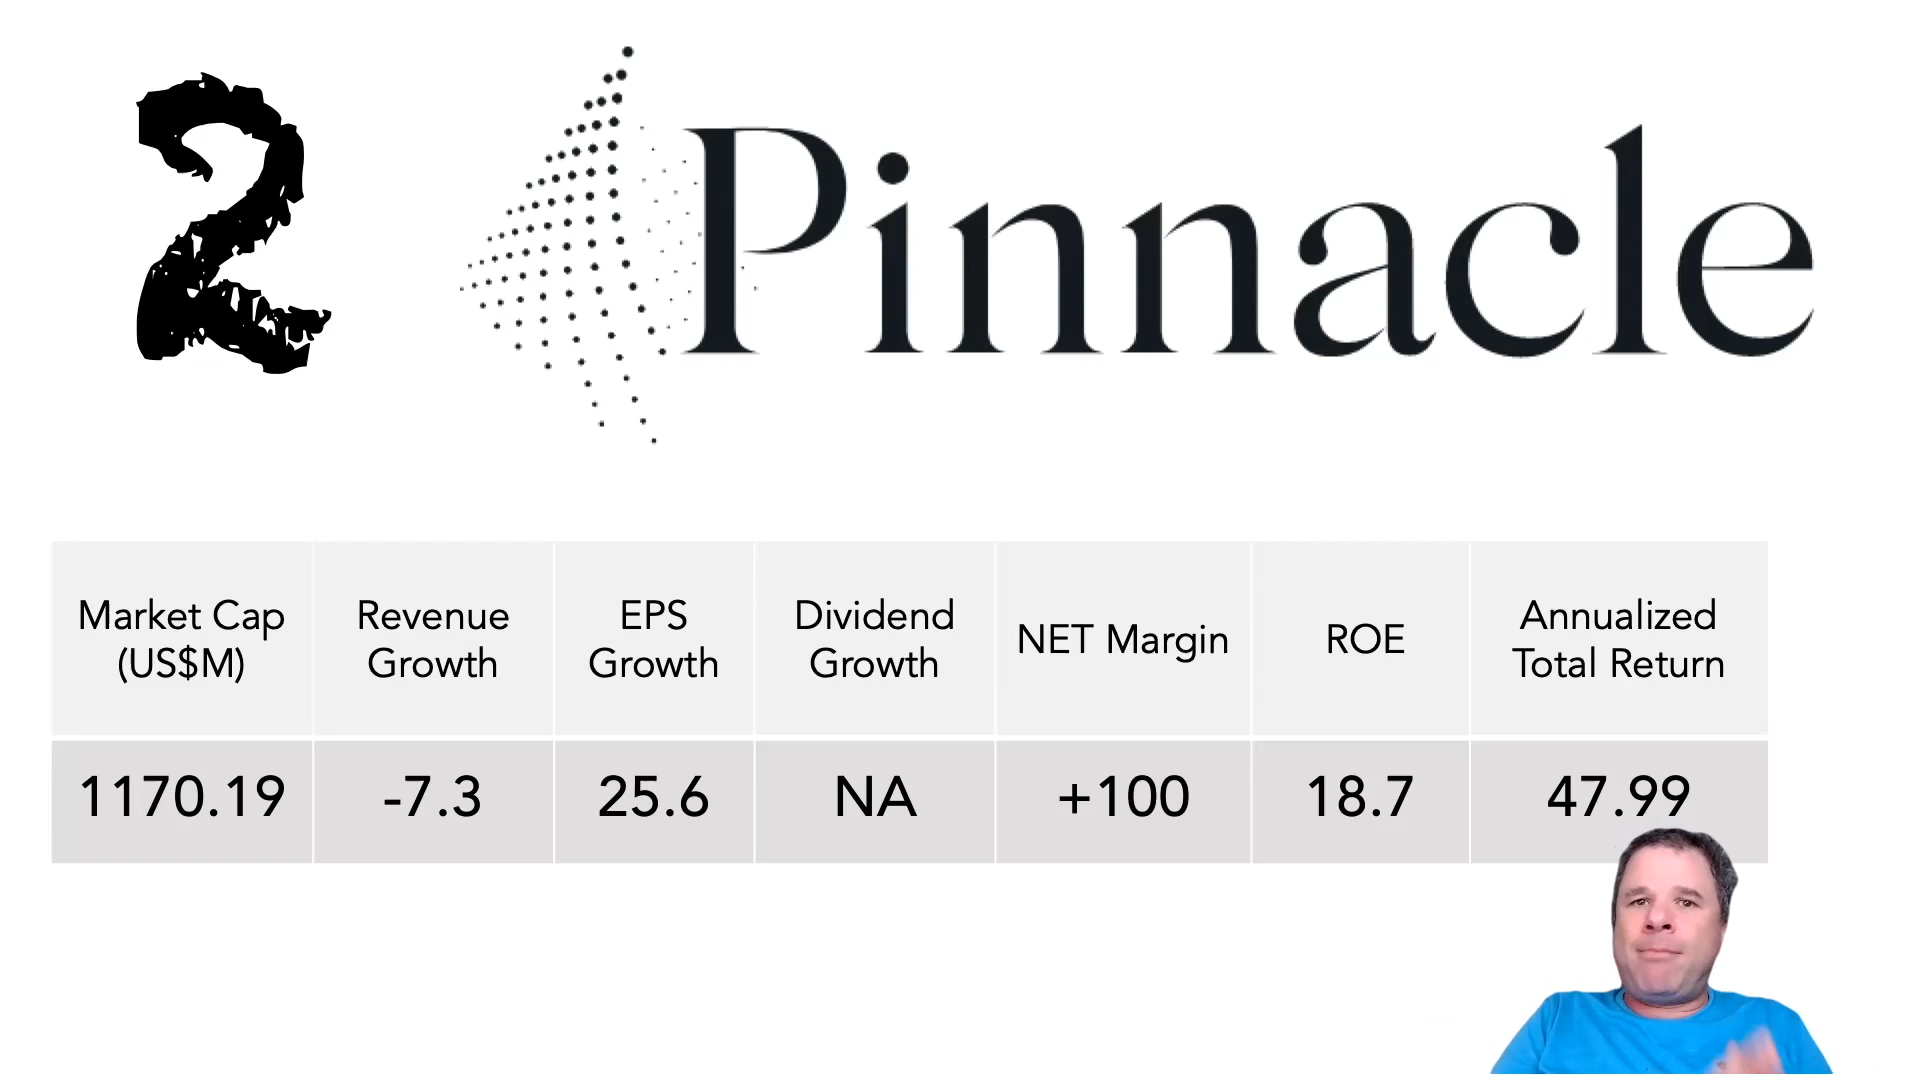 2
Pinnacle
Market Cap
(US$M)
Revenue
Growth
EPS
Growth
Dividend
Growth
NET Margin
ROE
Annualized
Total Return
1170.19
-7.3
25.6
NA
+100
18.7
47.99